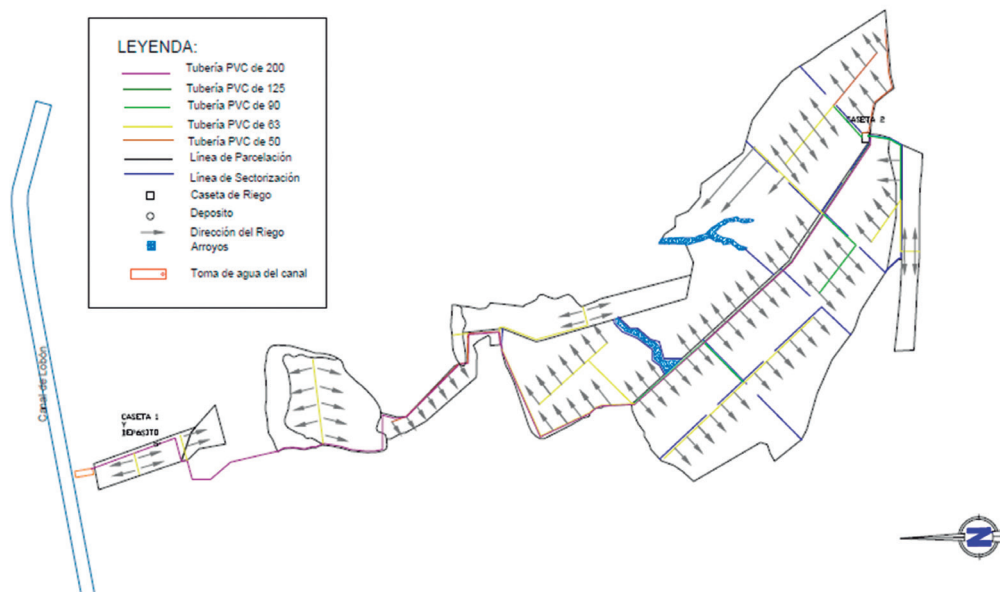 LEYENDA:
Tubería PVC de 200
Tubería PVC de 125
Tubería PVC de 90
Tubería PVC de 63
Tubería PVC de 50
Línea de Parcelación
Línea de Sectorización
Caseta de Riego
Deposito
Dirección del Riego
Arroyos
Toma de agua del canal
CASETA 2
Canal de Lobón
CASETA 1
Y
DEPOSITO
N